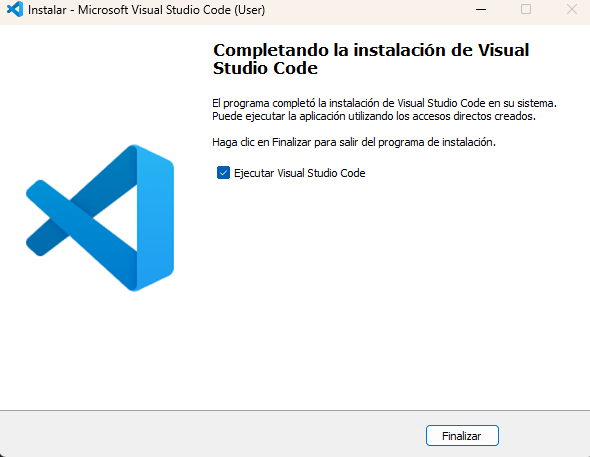 Instalar - Microsoft Visual Studio Code (User)
Completando la instalación de Visual
Studio Code
El programa completó la instalación de Visual Studio Code en su sistema.
Puede ejecutar la aplicación utilizando los accesos directos creados.
Haga clic en Finalizar para salir del programa de instalación.
Ejecutar Visual Studio Code
Finalizar